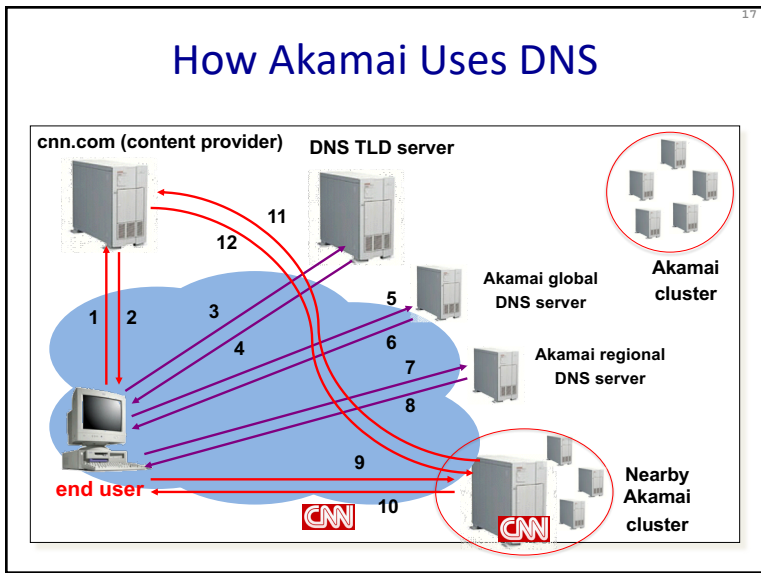 17
How Akamai Uses DNS
cnn.com (content provider)
DNS TLD server
11
12
Akamai
cluster
Akamai global
DNS server
1
2
3
4
5
6
Akamai regional
DNS server
7
8
9
10
end user
CNN
CNN
Nearby
Akamai
cluster